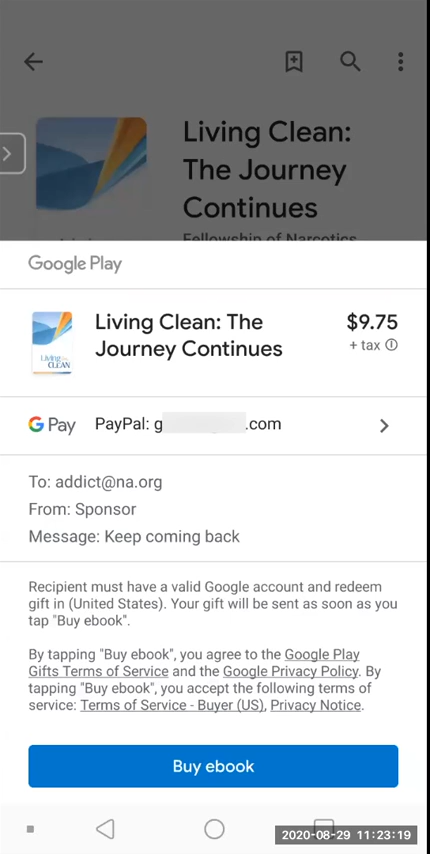 Living Clean:
The Journey
Continues
Fellowship of Narcotics
Google Play
Living Clean: The
Journey Continues
$9.75
+ tax
Living
CLEAN
G Pay PayPal: g .com
To: addict@na.org
From: Sponsor
Message: Keep coming back
Recipient must have a valid Google account and redeem
gift in (United States). Your gift will be sent as soon as you
tap "Buy ebook".
By tapping "Buy ebook", you agree to the Google Play
Gifts Terms of Service and the Google Privacy Policy. By
tapping "Buy ebook", you accept the following terms of
service: Terms of Service - Buyer (US), Privacy Notice.
Buy ebook
2020-08-29 11:23:19